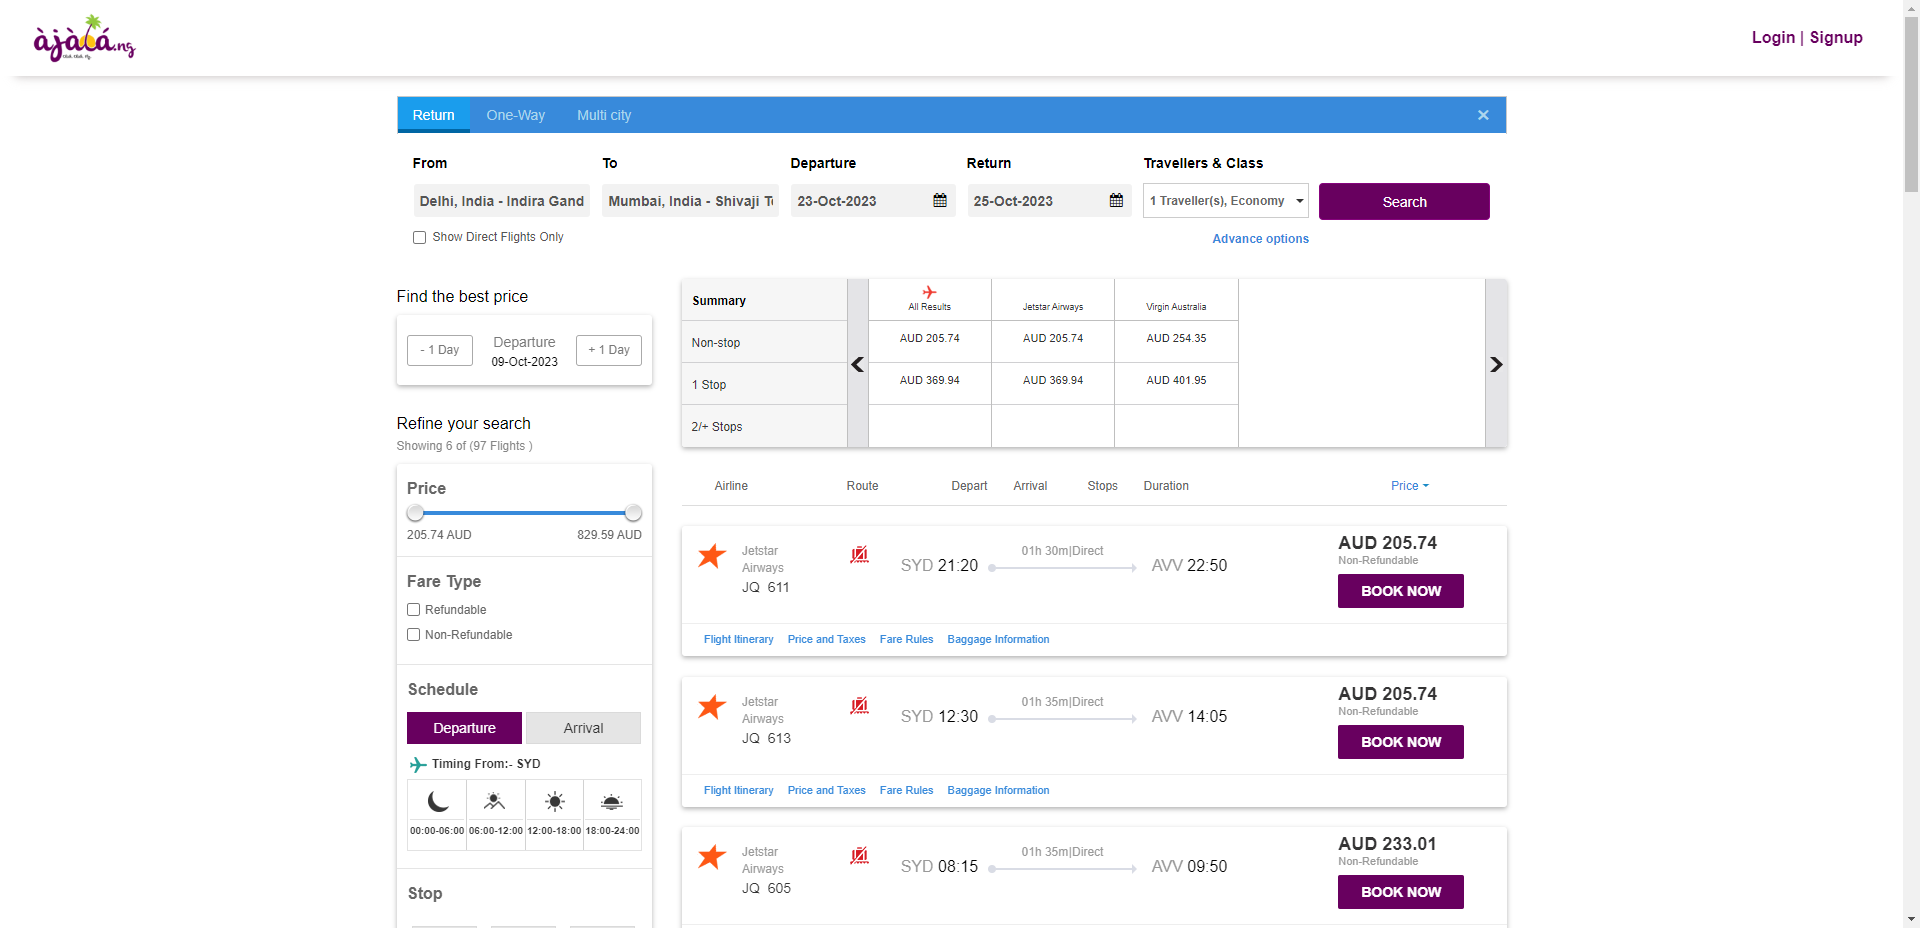 àjàlá.ng
Login | Signup
Return One-Way Multi city ×
From To Departure Return Travellers & Class
Delhi, India - Indira Gand Mumbai, India - Shivaji T 23-Oct-2023 25-Oct-2023 1 Traveller(s), Economy Search
Show Direct Flights Only Advance options
Find the best price
- 1 Day Departure + 1 Day
09-Oct-2023
Refine your search
Showing 6 of (97 Flights )
Price
205.74 AUD 829.59 AUD
Fare Type
Refundable
Non-Refundable
Schedule
Departure Arrival
Timing From:- SYD
00:00-06:00 06:00-12:00 12:00-18:00 18:00-24:00
Stop
Summary All Results Jetstar Airways Virgin Australia
Non-stop AUD 205.74 AUD 205.74 AUD 254.35
1 Stop AUD 369.94 AUD 369.94 AUD 401.95
2/+ Stops
Airline Route Depart Arrival Stops Duration Price
Jetstar Airways
JQ 611
SYD 21:20 01h 30m|Direct AVV 22:50
AUD 205.74
Non-Refundable
BOOK NOW
Flight Itinerary Price and Taxes Fare Rules Baggage Information
Jetstar Airways
JQ 613
SYD 12:30 01h 35m|Direct AVV 14:05
AUD 205.74
Non-Refundable
BOOK NOW
Flight Itinerary Price and Taxes Fare Rules Baggage Information
Jetstar Airways
JQ 605
SYD 08:15 01h 35m|Direct AVV 09:50
AUD 233.01
Non-Refundable
BOOK NOW